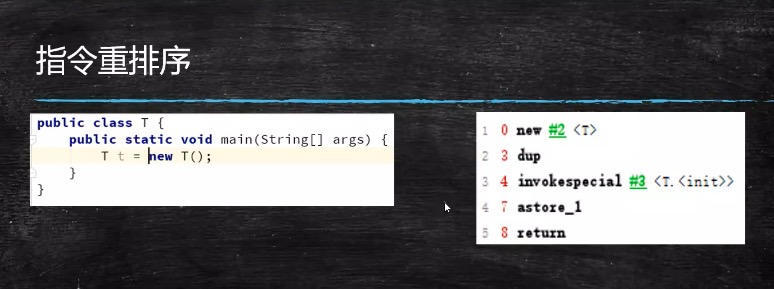 指令重排序
public class T {
public static void main(String[] args) {
T t = new T();
}
}
1 0 new #2 <T>
2 3 dup
3 4 invokespecial #3 <T.<init>>
4 7 astore_1
5 8 return